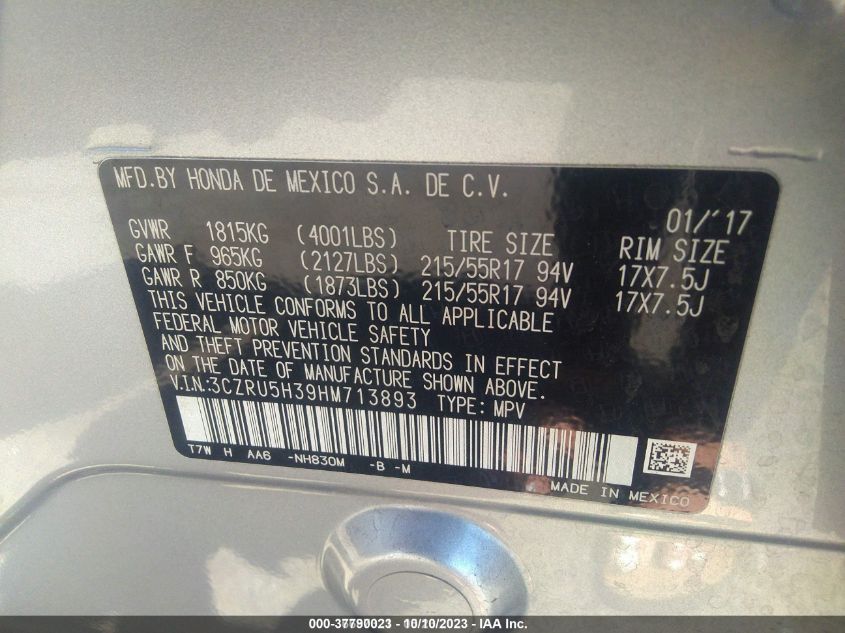 MFD.BY HONDA DE MEXICO S.A. DE C.V.
01/'17
GVWR 1815KG (4001LBS) TIRE SIZE RIM SIZE
GAWR F 965KG (2127LBS) 215/55R17 94V 17X7.5J
GAWR R 850KG (1873LBS) 215/55R17 94V 17X7.5J
THIS VEHICLE CONFORMS TO ALL APPLICABLE
FEDERAL MOTOR VEHICLE SAFETY
AND THEFT PREVENTION STANDARDS IN EFFECT
ON THE DATE OF MANUFACTURE SHOWN ABOVE.
V.I.N.:3CZRU5H39HM713893 TYPE: MPV
T7W H AA6 -NH830M -B -M
MADE IN MEXICO
000-37790023 - 10/10/2023 - IAA Inc.